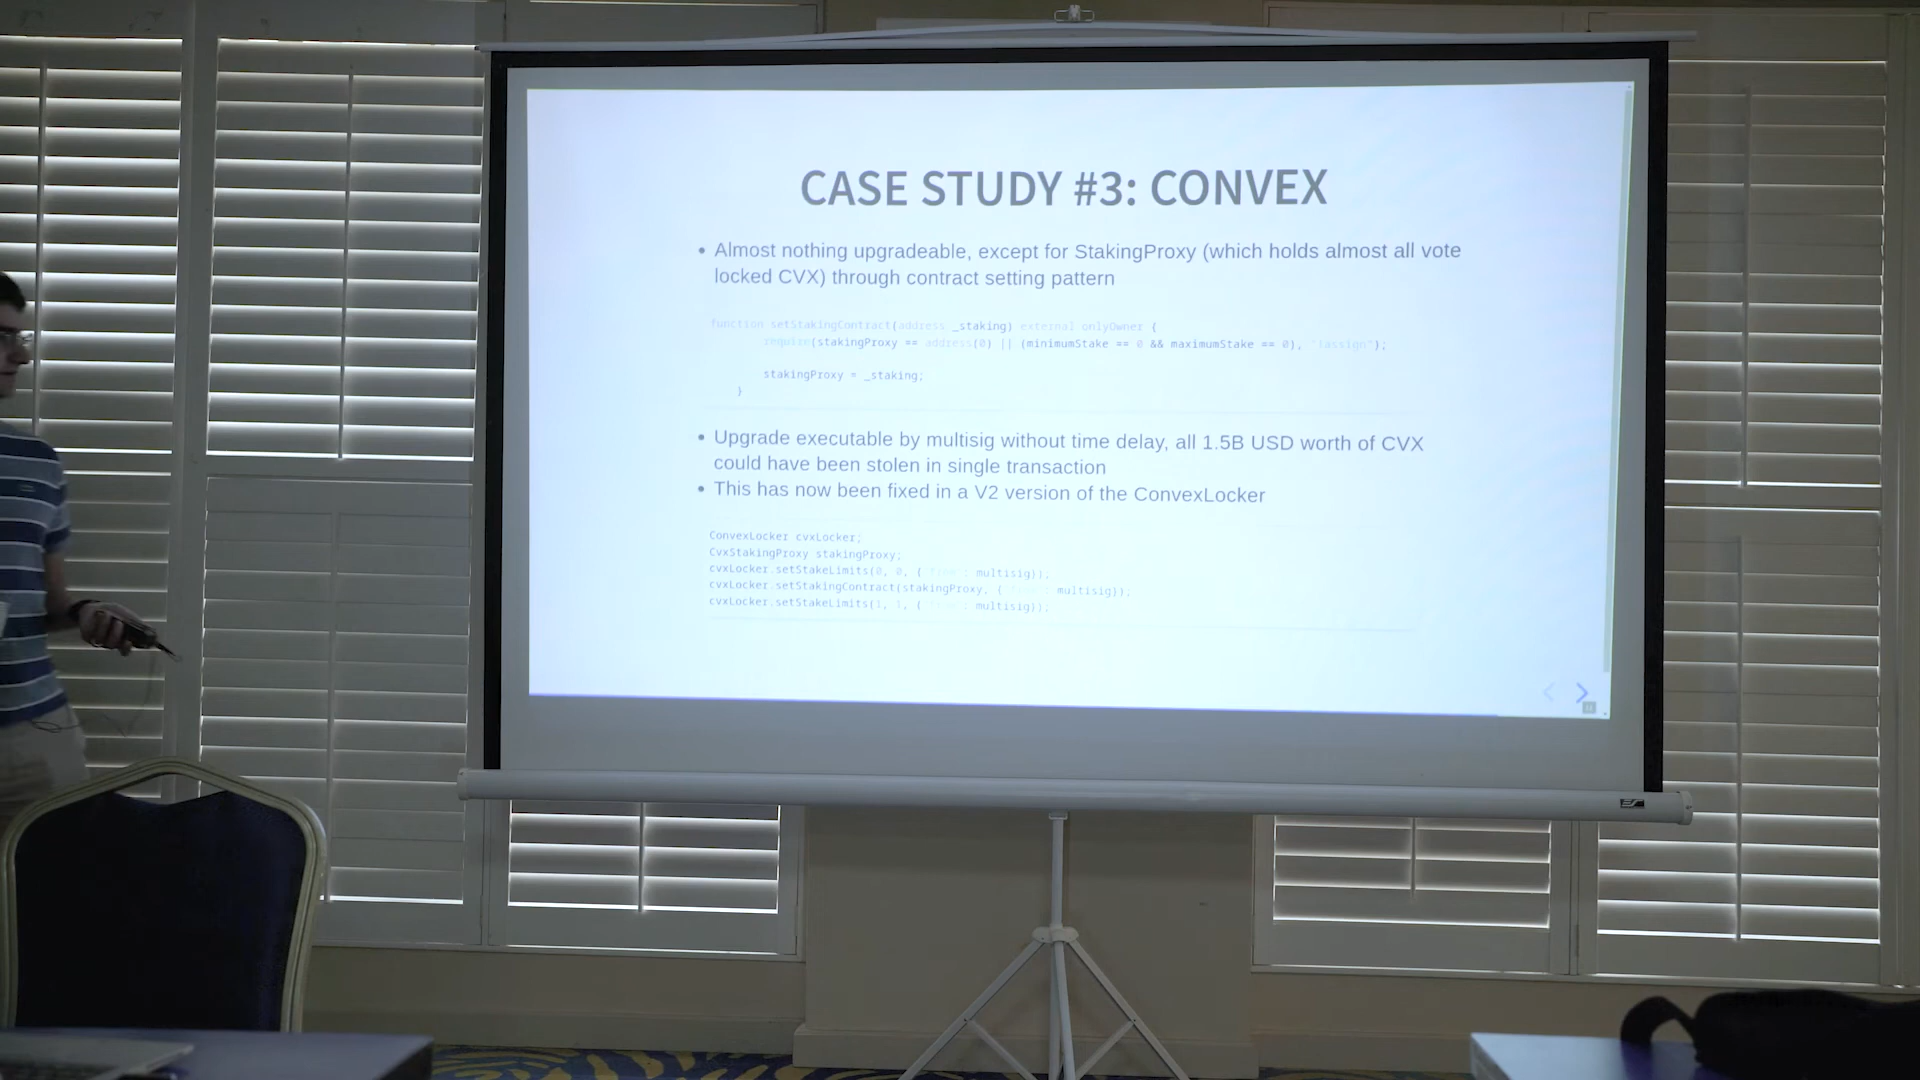 CASE STUDY #3: CONVEX
• Almost nothing upgradeable, except for StakingProxy (which holds almost all vote
locked CVX) through contract setting pattern
function setStakingContract(address _staking) external onlyOwner {
require(stakingProxy == address(0) || (minimumStake == 0 && maximumStake == 0), "!assign");
stakingProxy = _staking;
}
• Upgrade executable by multisig without time delay, all 1.5B USD worth of CVX
could have been stolen in single transaction
• This has now been fixed in a V2 version of the ConvexLocker
ConvexLocker cvxLocker;
CvxStakingProxy stakingProxy;
cvxLocker.setStakeLimits(0, 0, { : multisig});
cvxLocker.setStakingContract(stakingProxy, { : multisig});
cvxLocker.setStakeLimits(1, 1, { : multisig});